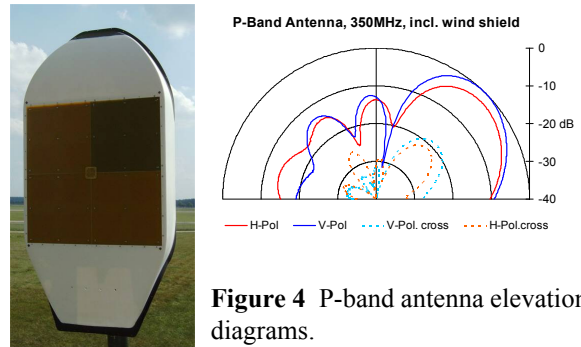 P-Band Antenna, 350MHz, incl. wind shield
0
-10
-20 dB
-30
-40
H-Pol V-Pol V-Pol. cross H-Pol.cross
Figure 4 P-band antenna elevation
diagrams.